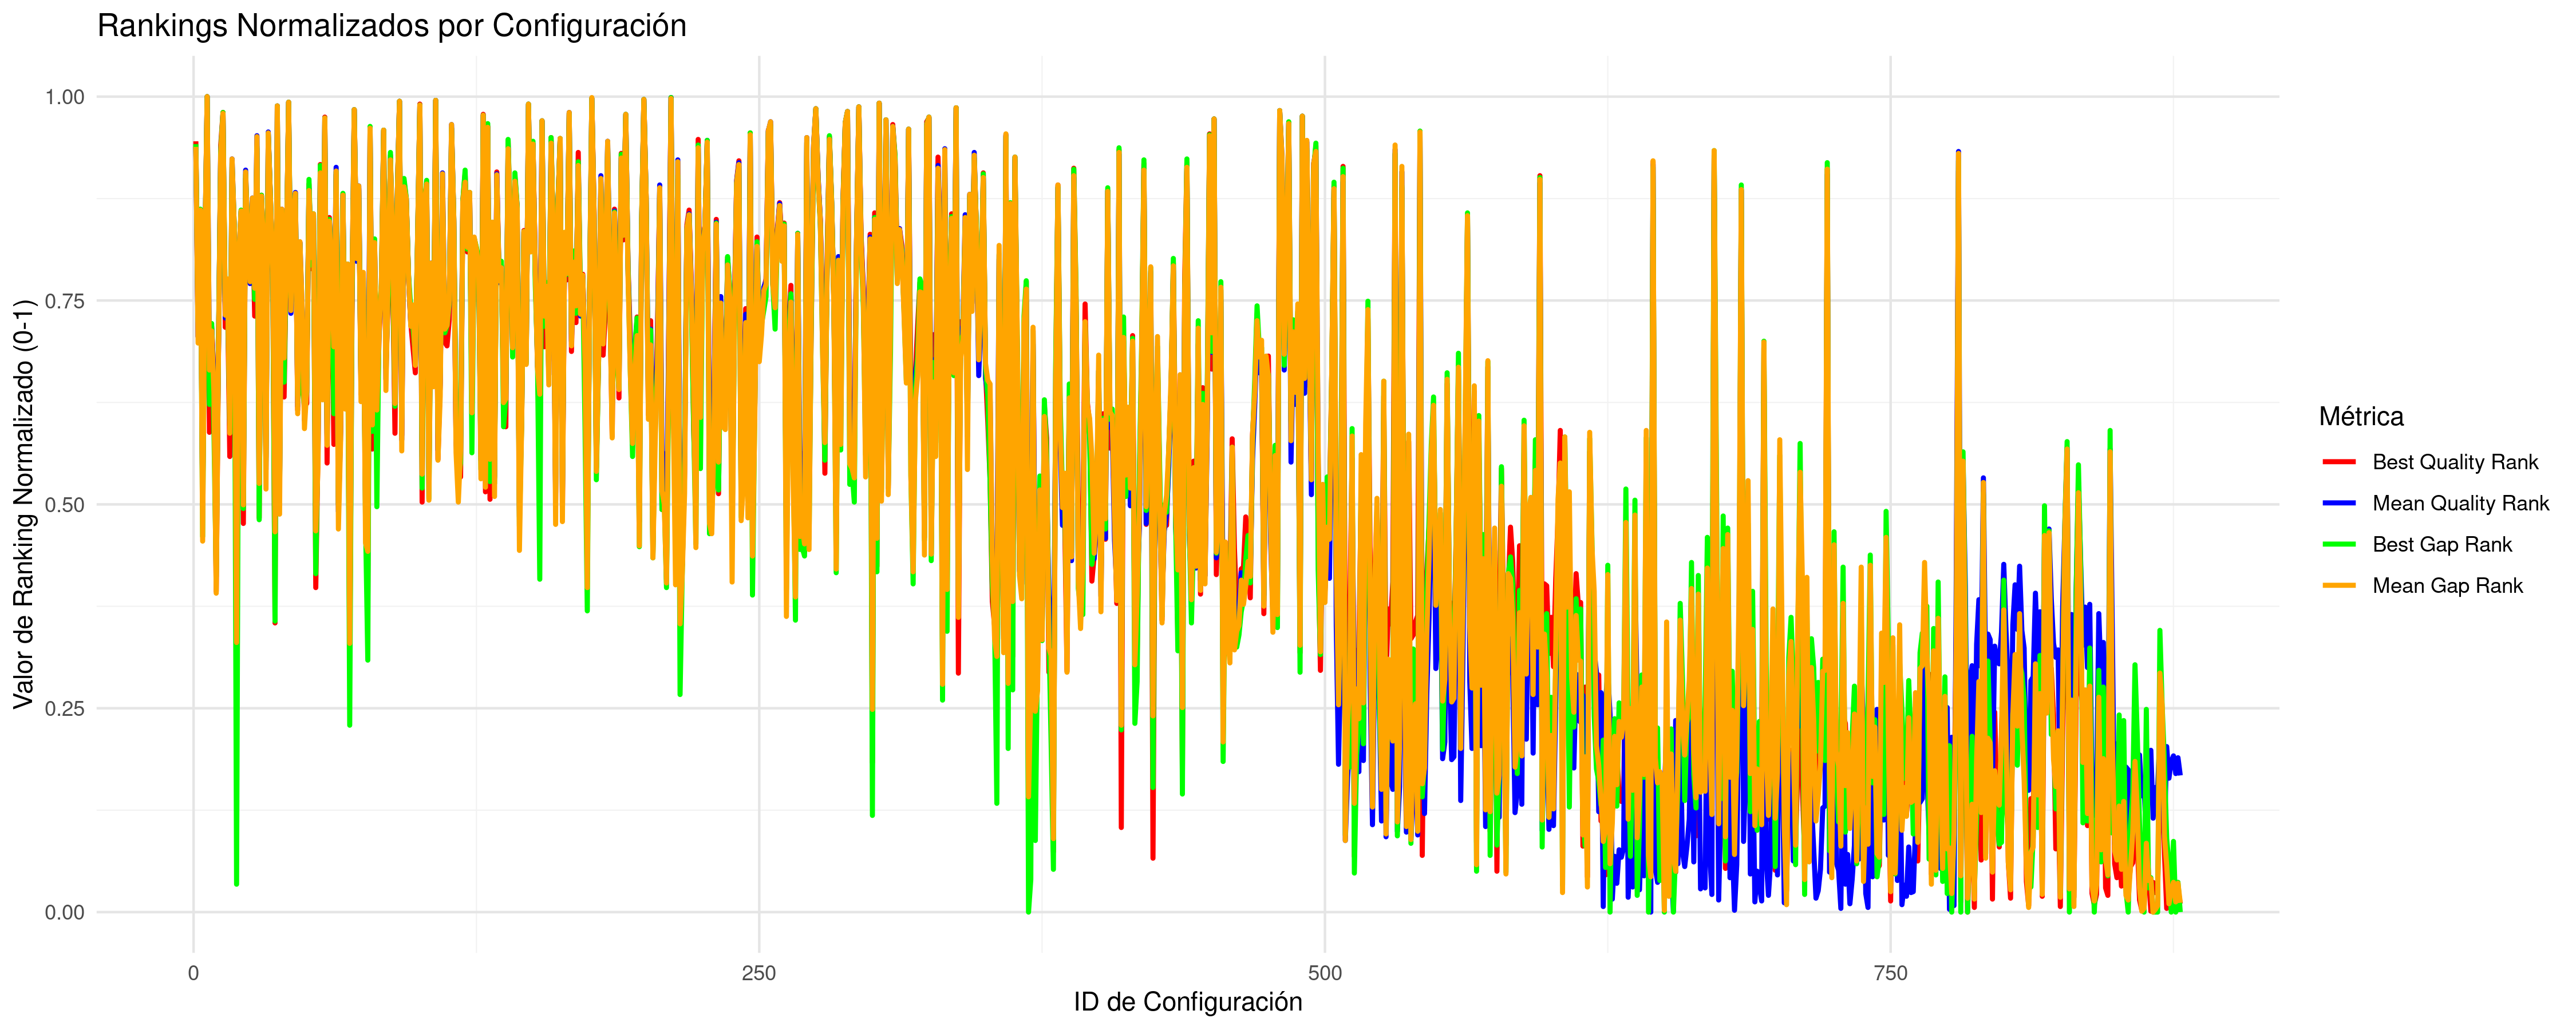 Rankings Normalizados por Configuración
Valor de Ranking Normalizado (0-1)
1.00
0.75
0.50
0.25
0.00
0
250
500
750
ID de Configuración
Métrica
Best Quality Rank
Mean Quality Rank
Best Gap Rank
Mean Gap Rank